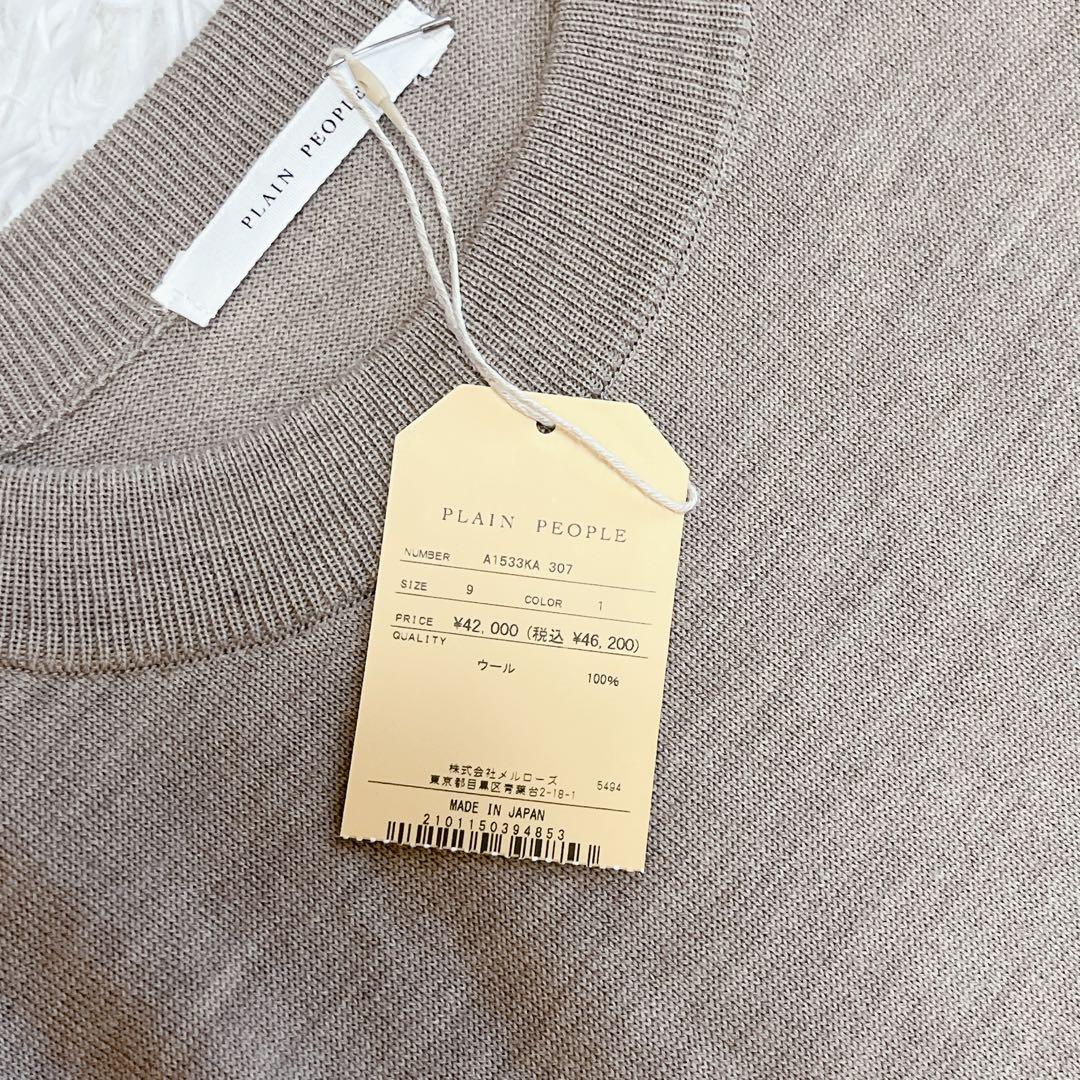 PLAIN PEOPLE
PLAIN PEOPLE
NUMBER A1533KA 307
SIZE 9 COLOR 1
PRICE ¥42,000 (税込 ¥46,200)
QUALITY
ウール 100%
株式会社メルローズ
東京都目黒区青葉台2-18-1 5494
MADE IN JAPAN
2101150394853